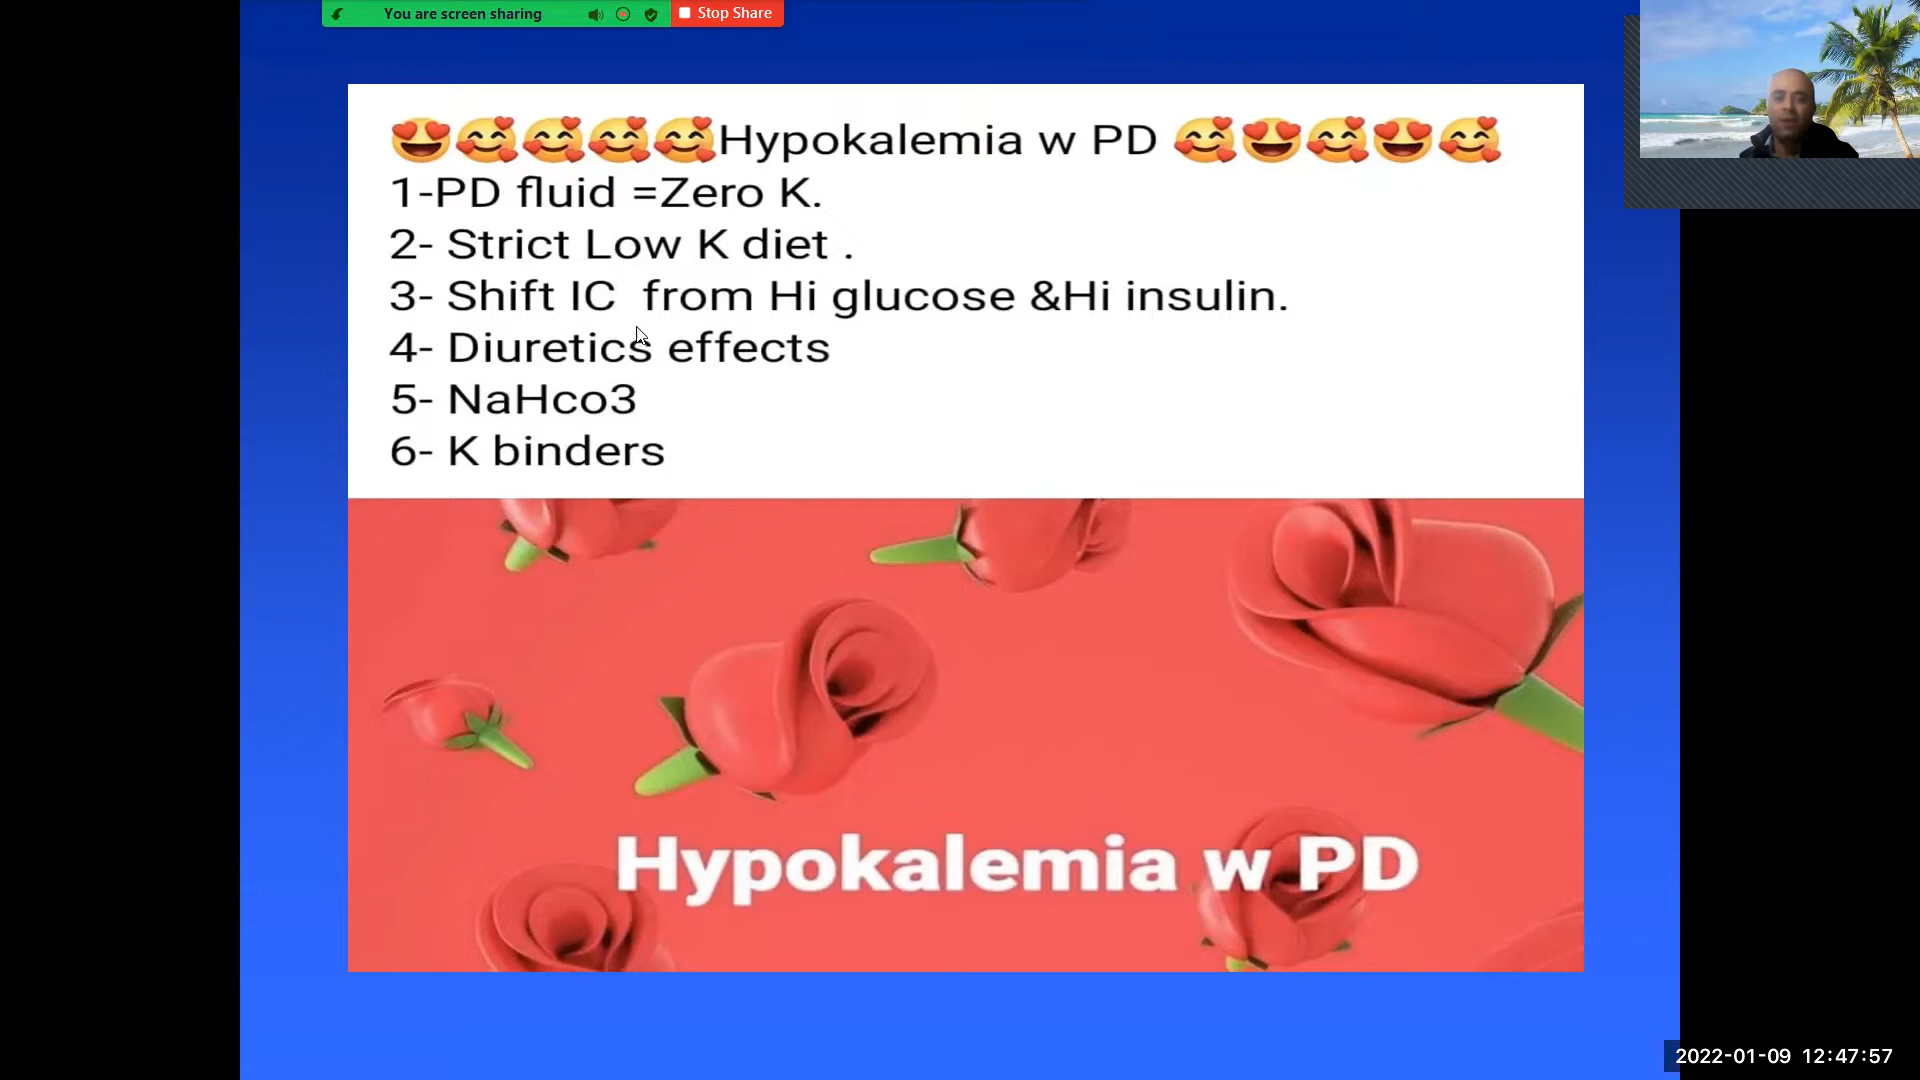 You are screen sharing
Stop Share
😍🥰🥰🥰🥰Hypokalemia w PD 🥰😍🥰😍🥰
1-PD fluid =Zero K.
2- Strict Low K diet .
3- Shift IC  from Hi glucose &Hi insulin.
4- Diuretics effects
5- NaHco3
6- K binders
Hypokalemia w PD
2022-01-09 12:47:57